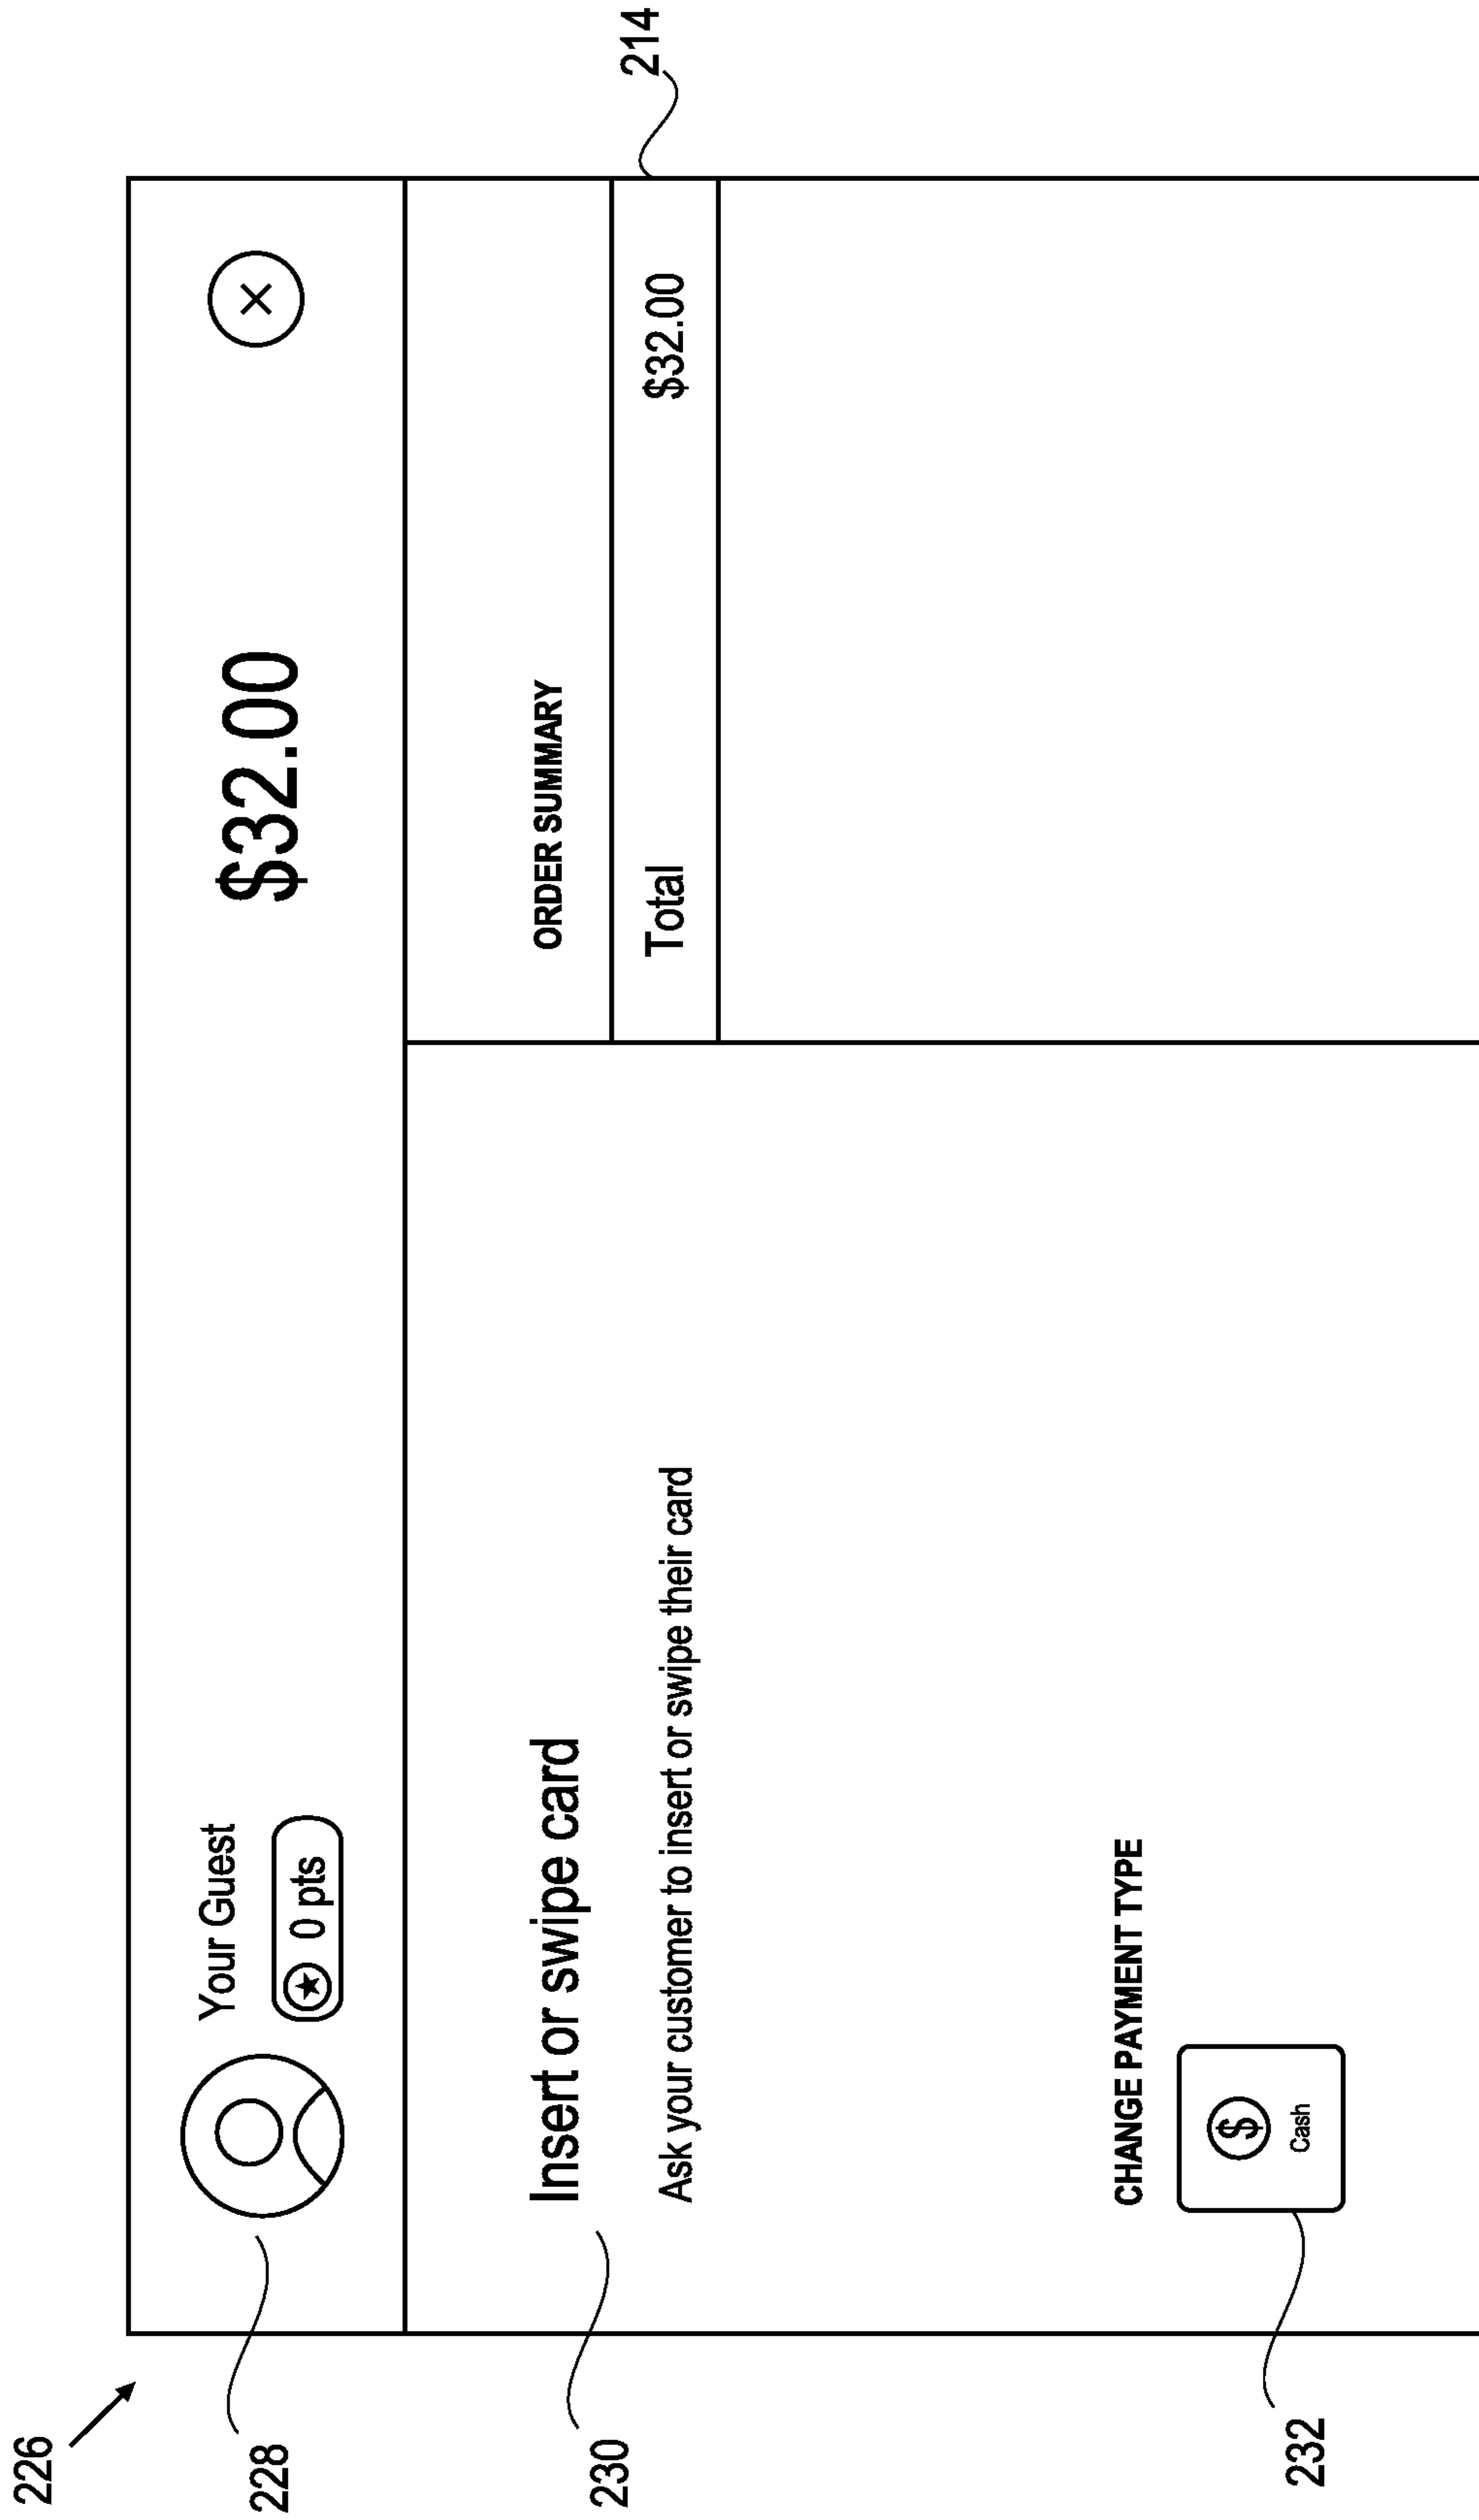 226
228
Your Guest
0 pts
$32.00
×
230
Insert or swipe card
Ask your customer to insert or swipe their card
ORDER SUMMARY
Total $32.00
214
CHANGE PAYMENT TYPE
232
$
Cash